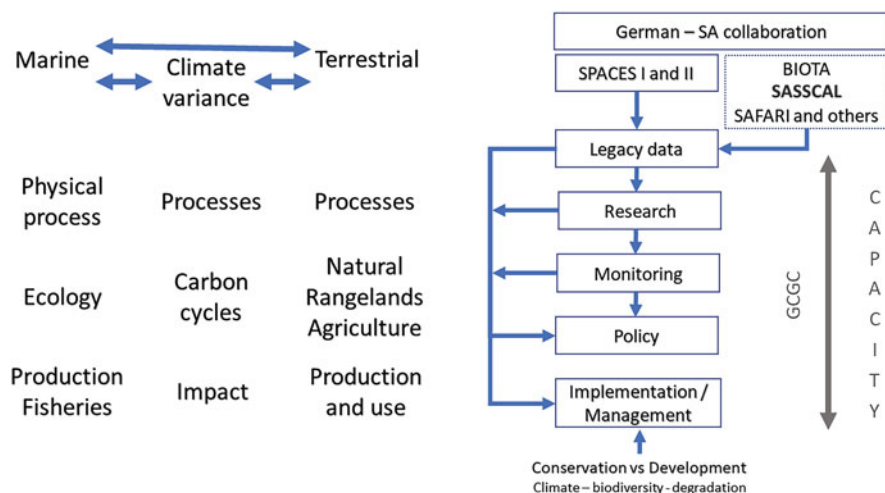 Marine
Climate
variance
Terrestrial
Physical
process
Processes
Processes
Ecology
Carbon
cycles
Natural
Rangelands
Agriculture
Production
Fisheries
Impact
Production
and use
German – SA collaboration
SPACES I and II
BIOTA
SASSCAL
SAFARI and others
Legacy data
Research
Monitoring
Policy
Implementation /
Management
Conservation vs Development
Climate – biodiversity - degradation
GCGC
CAPACITY